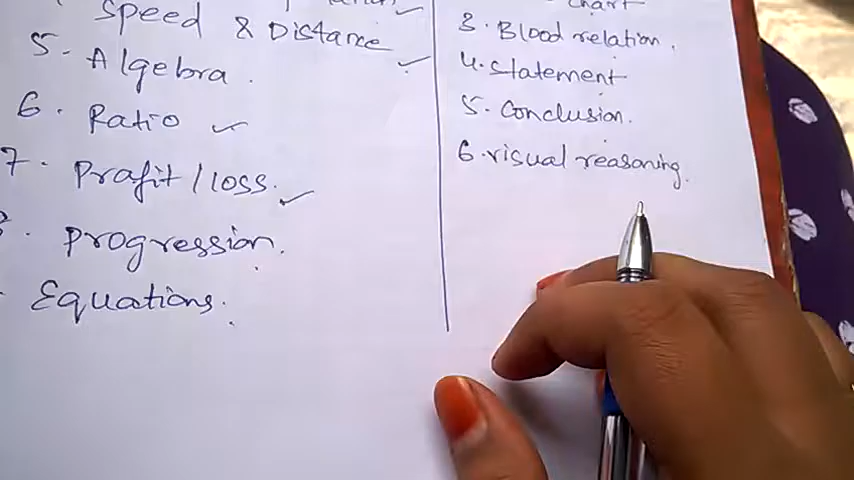 Speed & Distance
5. Algebra.
6. Ratio
7. Profit/loss.
. Progression.
Equations.
chart
3. Blood relation.
4. Statement
5. Conclusion.
6. visual reasoning.